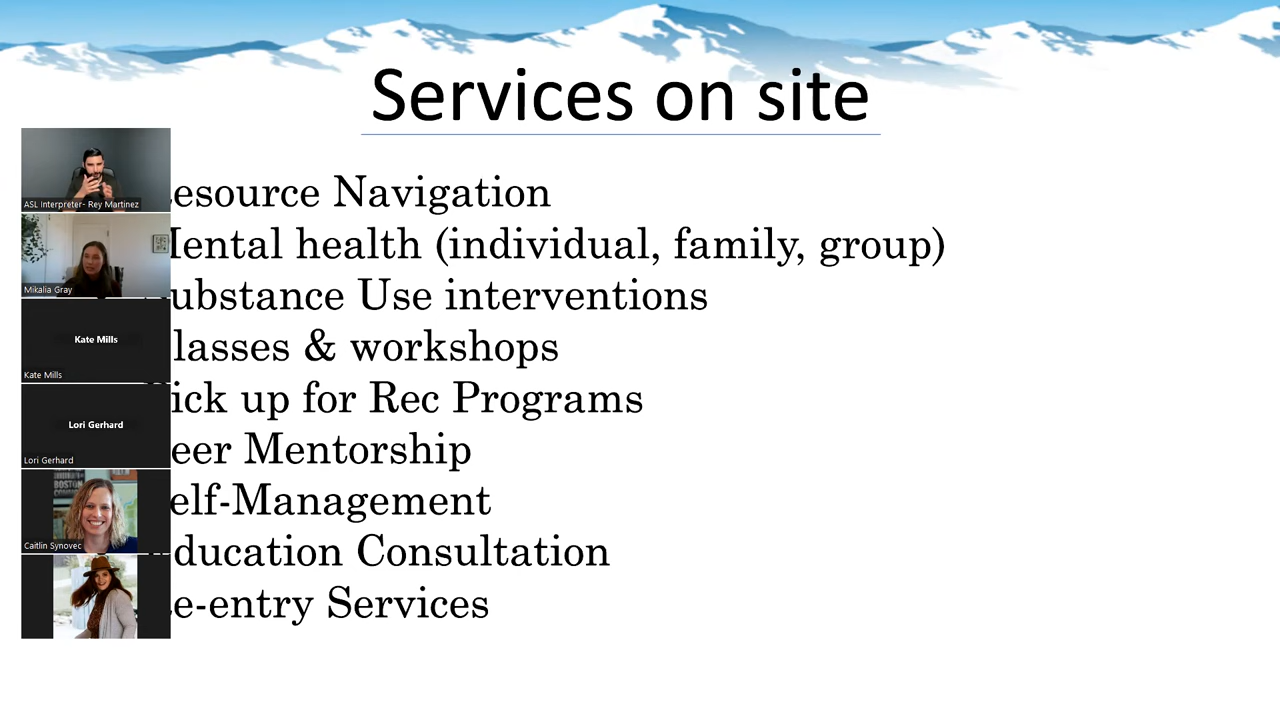 Services on site
ASL Interpreter- Rey Martinez
Mikalia Gray
Kate Mills
Kate Mills
Lori Gerhard
Lori Gerhard
BOSTON
Caitlin Synovec
esource Navigation
Mental health (individual, family, group)
ubstance Use interventions
lasses & workshops
ick up for Rec Programs
eer Mentorship
elf-Management
ducation Consultation
e-entry Services